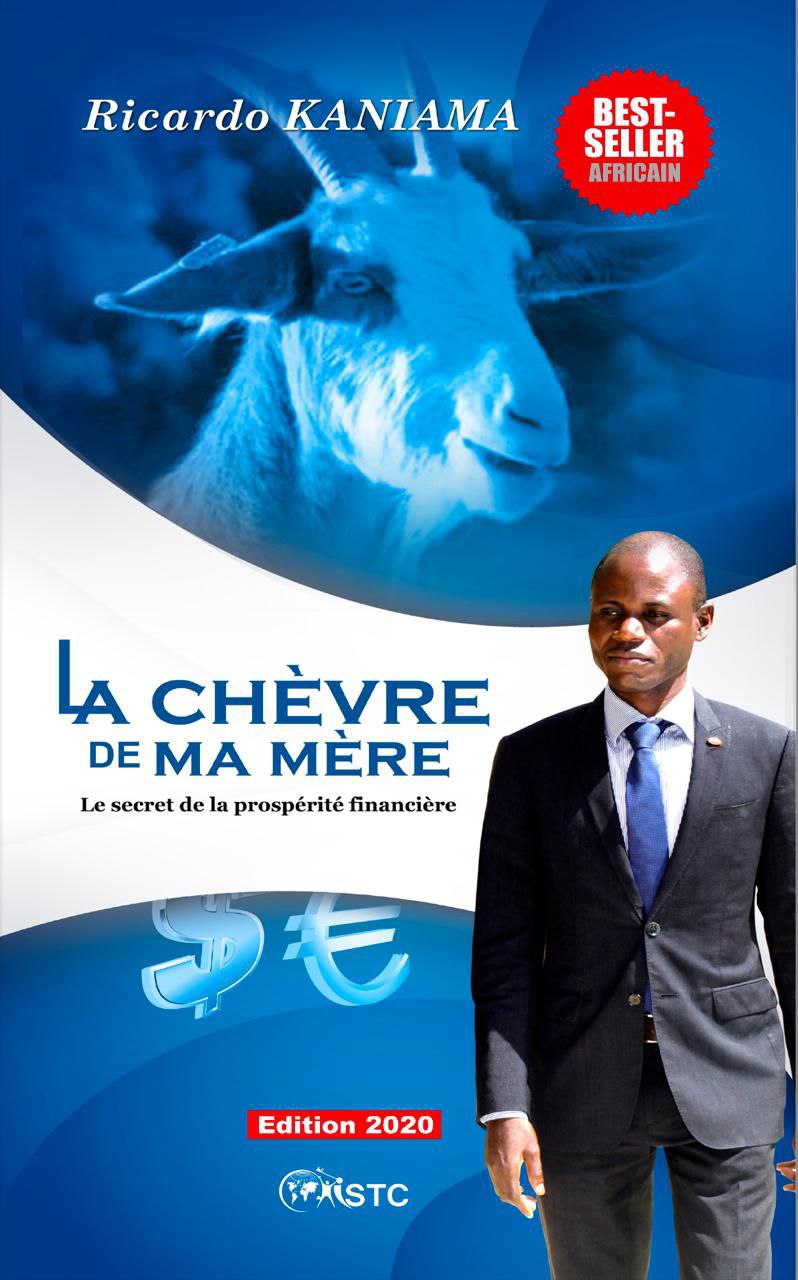 Ricardo KANIAMA
BEST-
SELLER
AFRICAIN
LA CHÈVRE
DE MA MÈRE
Le secret de la prospérité financière
$ €
Edition 2020
ISTC